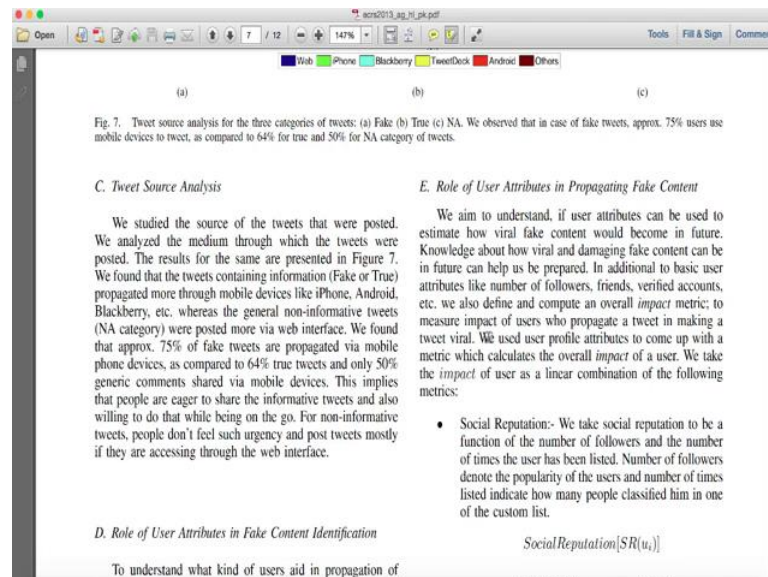 ecrs2013_ag_hl_pk.pdf
Open
7 / 12
147%
Tools Fill & Sign Comment
Web iPhone Blackberry TweetDeck Android Others
(a) (b) (c)
Fig. 7. Tweet source analysis for the three categories of tweets: (a) Fake (b) True (c) NA. We observed that in case of fake tweets, approx. 75% users use
mobile devices to tweet, as compared to 64% for true and 50% for NA category of tweets.
C. Tweet Source Analysis
We studied the source of the tweets that were posted.
We analyzed the medium through which the tweets were
posted. The results for the same are presented in Figure 7.
We found that the tweets containing information (Fake or True)
propagated more through mobile devices like iPhone, Android,
Blackberry, etc. whereas the general non-informative tweets
(NA category) were posted more via web interface. We found
that approx. 75% of fake tweets are propagated via mobile
phone devices, as compared to 64% true tweets and only 50%
generic comments shared via mobile devices. This implies
that people are eager to share the informative tweets and also
willing to do that while being on the go. For non-informative
tweets, people don't feel such urgency and post tweets mostly
if they are accessing through the web interface.
D. Role of User Attributes in Fake Content Identification
To understand what kind of users aid in propagation of
E. Role of User Attributes in Propagating Fake Content
We aim to understand, if user attributes can be used to
estimate how viral fake content would become in future.
Knowledge about how viral and damaging fake content can be
in future can help us be prepared. In additional to basic user
attributes like number of followers, friends, verified accounts,
etc. we also define and compute an overall impact metric; to
measure impact of users who propagate a tweet in making a
tweet viral. We used user profile attributes to come up with a
metric which calculates the overall impact of a user. We take
the impact of user as a linear combination of the following
metrics:
• Social Reputation:- We take social reputation to be a
function of the number of followers and the number
of times the user has been listed. Number of followers
denote the popularity of the users and number of times
listed indicate how many people classified him in one
of the custom list.
SocialReputation[SR(u_i)]